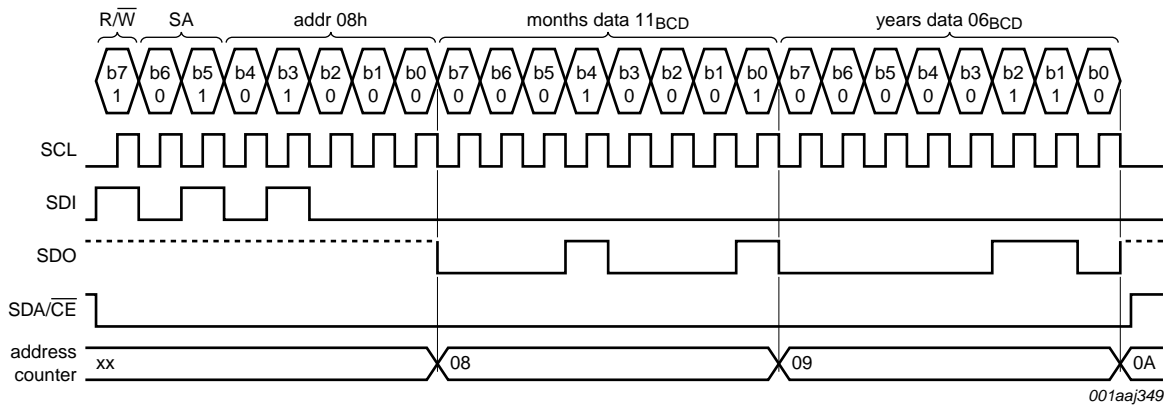 R/W SA addr 08h months data 11BCD years data 06BCD
b7 b6 b5 b4 b3 b2 b1 b0 b7 b6 b5 b4 b3 b2 b1 b0 b7 b6 b5 b4 b3 b2 b1 b0
1 0 1 0 1 0 0 0 0 0 0 1 0 0 0 1 0 0 0 0 0 1 1 0
SCL
SDI
SDO
SDA/CE
address
counter
xx 08 09 0A
001aaj349